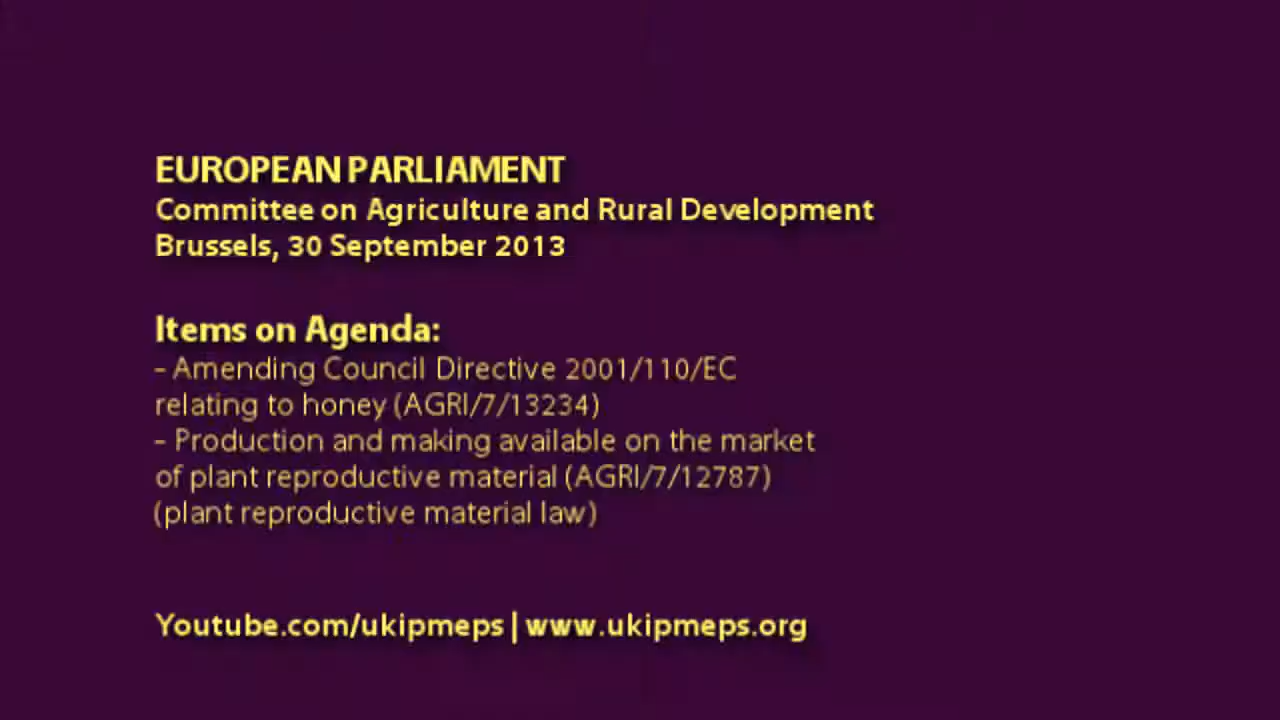 EUROPEAN PARLIAMENT
Committee on Agriculture and Rural Development
Brussels, 30 September 2013
Items on Agenda:
- Amending Council Directive 2001/110/EC
relating to honey (AGRI/7/13234)
- Production and making available on the market
of plant reproductive material (AGRI/7/12787)
(plant reproductive material law)
Youtube.com/ukipmeps | www.ukipmeps.org